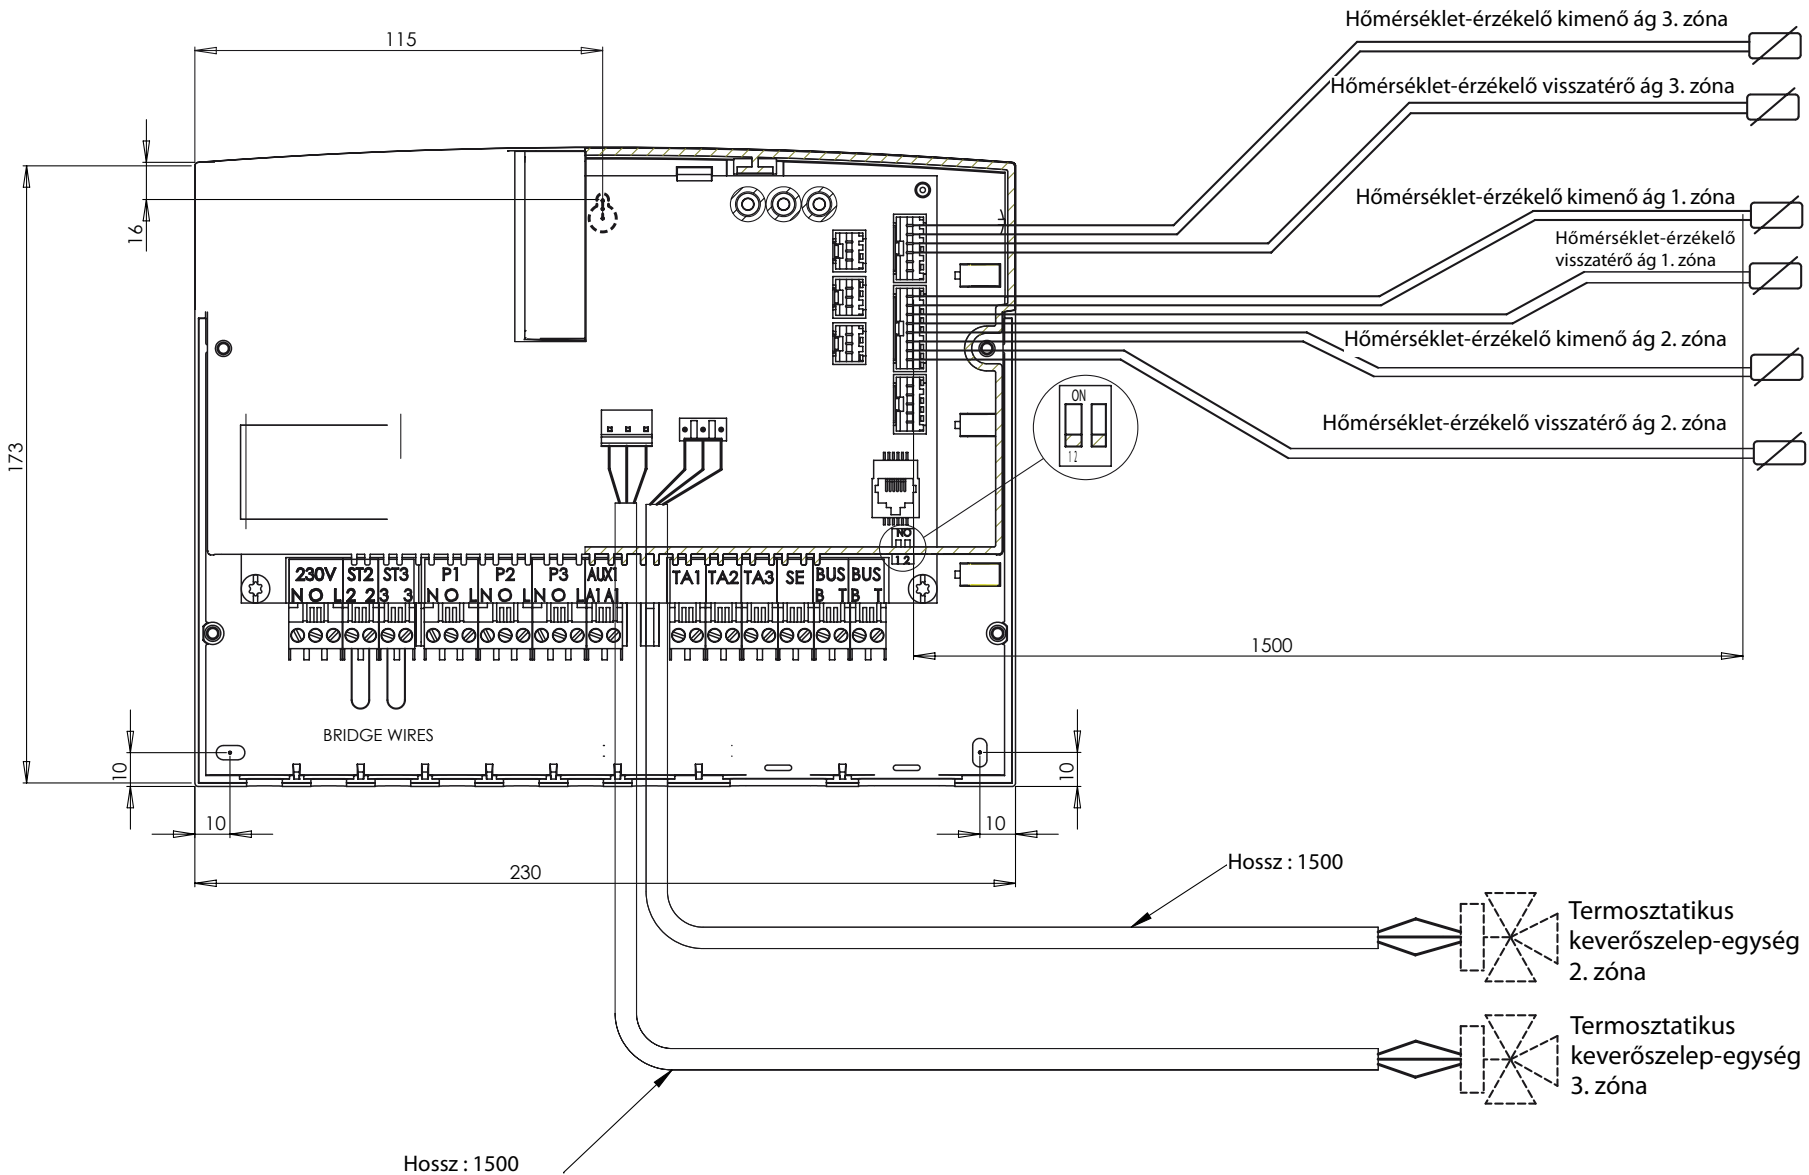 Hőmérséklet-érzékelő kimenő ág 3. zóna
115
Hőmérséklet-érzékelő visszatérő ág 3. zóna
Hőmérséklet-érzékelő kimenő ág 1. zóna
16
Hőmérséklet-érzékelő
visszatérő ág 1. zóna
Hőmérséklet-érzékelő kimenő ág 2. zóna
ON
1 2
Hőmérséklet-érzékelő visszatérő ág 2. zóna
173
NO
1 2
230V ST2 ST3 P1 P2 P3 AUX1 TA1 TA2 TA3 SE BUS BUS
N O L 2 2 3 3 N O L N O L N O L A1 A1 B T B T
1500
BRIDGE WIRES
10
10
10
10
230
Hossz : 1500
Termosztatikus
keverőszelep-egység
2. zóna
Termosztatikus
keverőszelep-egység
3. zóna
Hossz : 1500